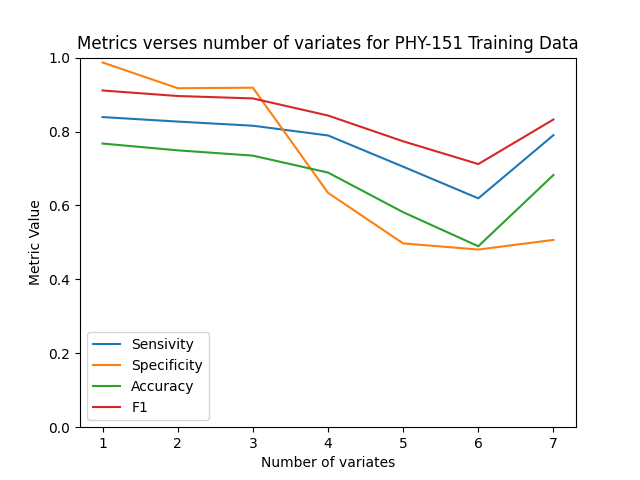 Metrics verses number of variates for PHY-151 Training Data
1.0
0.8
0.6
0.4
0.2
0.0
Metric Value
Sensivity
Specificity
Accuracy
F1
1 2 3 4 5 6 7
Number of variates